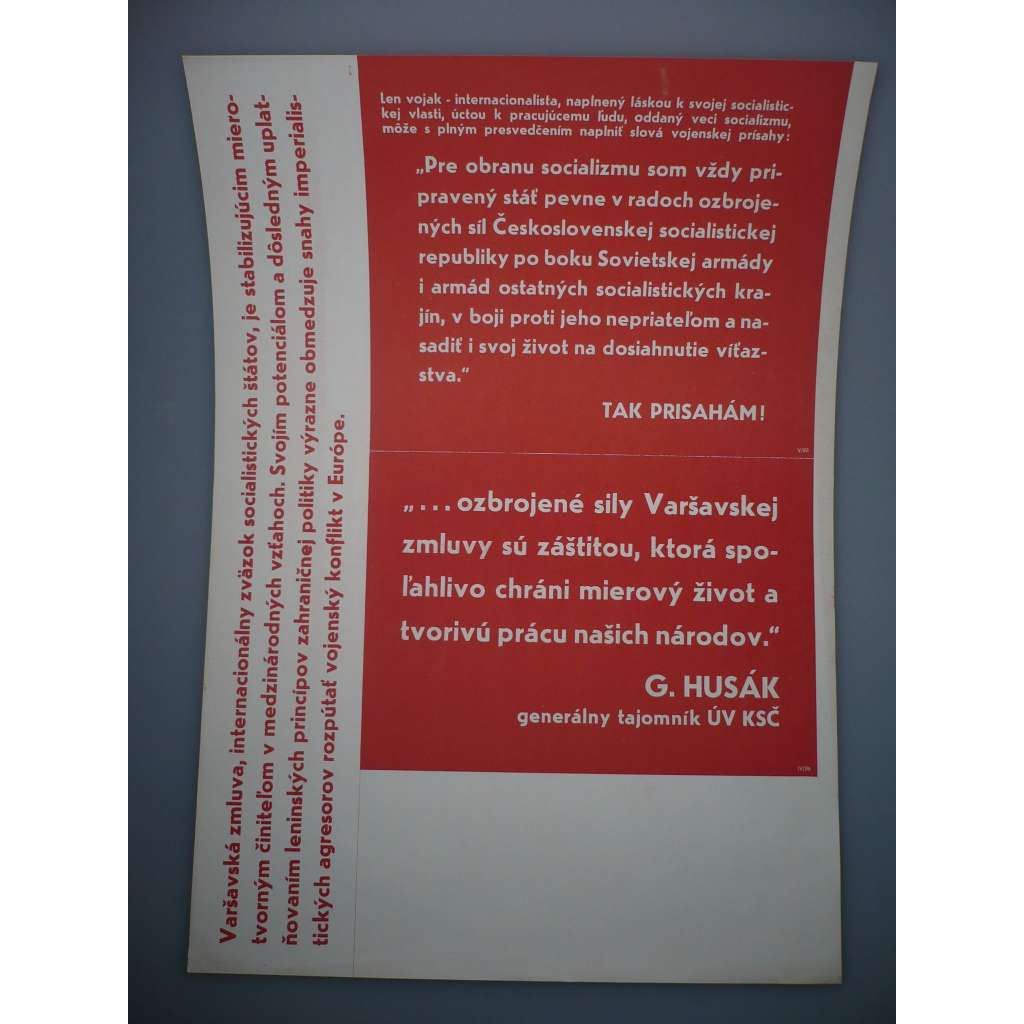 Varšavská zmluva, internacionálny zväzok socialistických štátov, je stabilizujúcim miero-
tvorným činiteľom v medzinárodných vzťahoch. Svojím potenciálom a dôsledným uplat-
ňovaním leninských princípov zahraničnej politiky výrazne obmedzuje snahy imperialis-
tických agresorov rozpútať vojenský konflikt v Európe.
Len vojak - internacionalista, naplnený láskou k svojej socialistic-
kej vlasti, úctou k pracujúcemu ľudu, oddaný veci socializmu,
môže s plným presvedčením naplniť slová vojenskej prísahy:
„Pre obranu socializmu som vždy pri-
pravený stáť pevne v radoch ozbroje-
ných síl Československej socialistickej
republiky po boku Sovietskej armády
i armád ostatných socialistických kra-
jín, v boji proti jeho nepriateľom a na-
sadiť i svoj život na dosiahnutie víťaz-
stva.“
TAK PRISAHÁM!
„... ozbrojené sily Varšavskej
zmluvy sú záštitou, ktorá spo-
ľahlivo chráni mierový život a
tvorivú prácu našich národov.“
G. HUSÁK
generálny tajomník ÚV KSČ